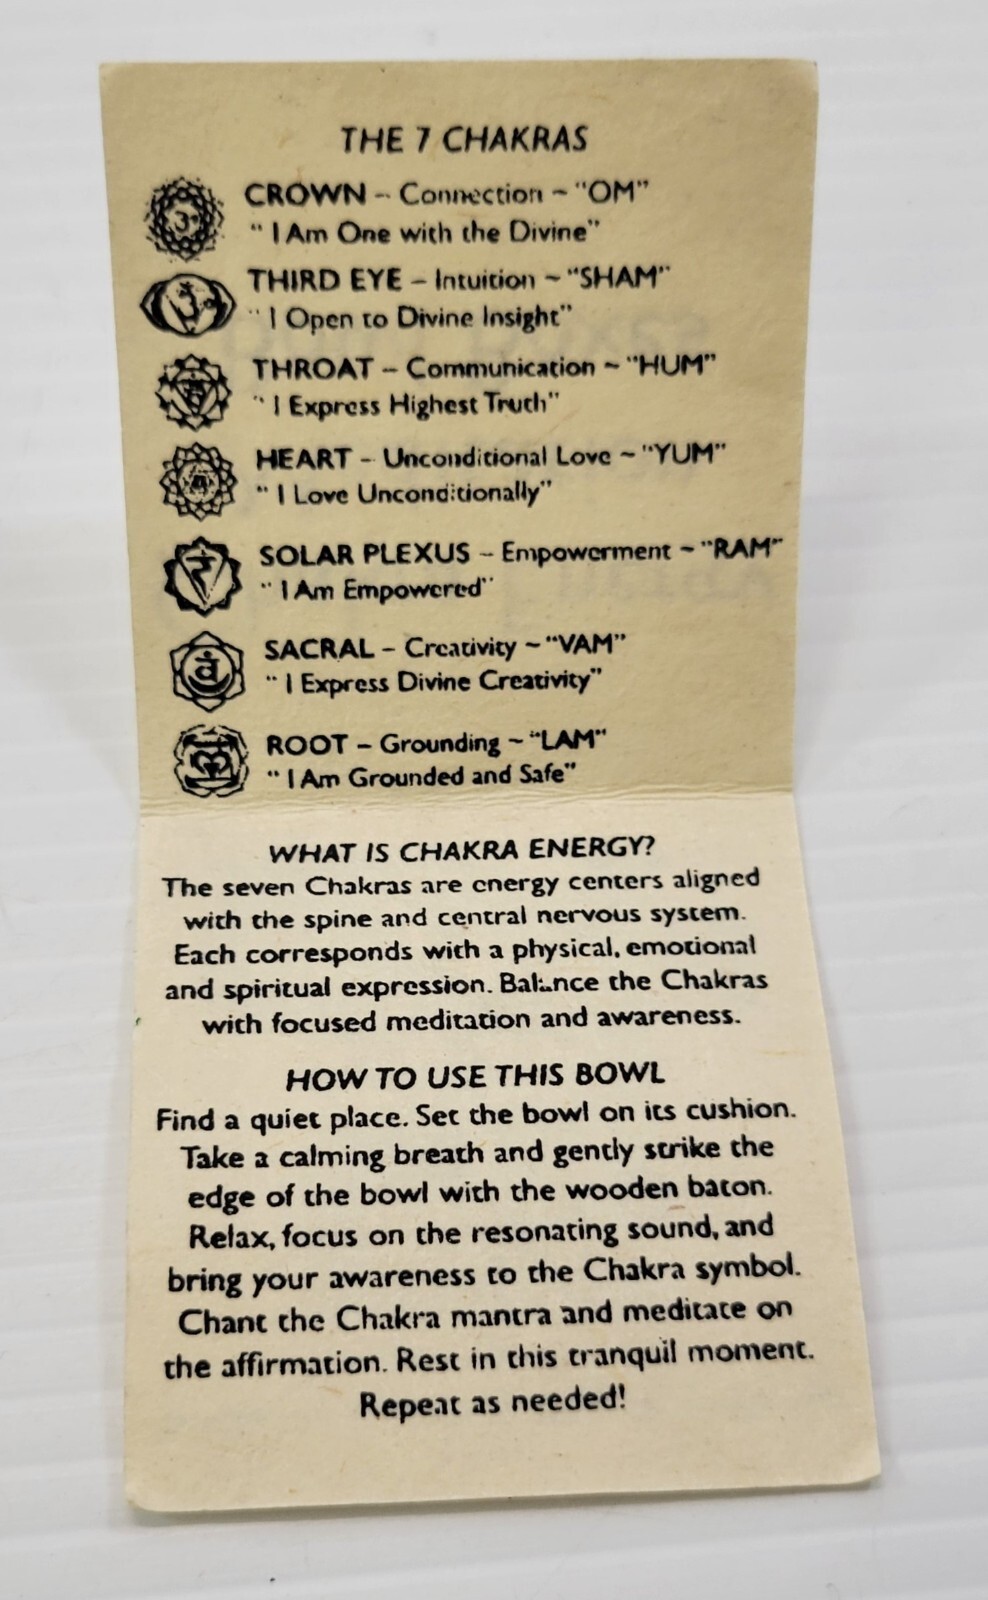 THE 7 CHAKRAS
CROWN – Connection ~ "OM"
" I Am One with the Divine"
THIRD EYE – Intuition ~ "SHAM"
" I Open to Divine Insight"
THROAT – Communication ~ "HUM"
" I Express Highest Truth"
HEART – Unconditional Love ~ "YUM"
" I Love Unconditionally"
SOLAR PLEXUS – Empowerment ~ "RAM"
" I Am Empowered"
SACRAL – Creativity ~ "VAM"
" I Express Divine Creativity"
ROOT – Grounding ~ "LAM"
" I Am Grounded and Safe"
WHAT IS CHAKRA ENERGY?
The seven Chakras are energy centers aligned
with the spine and central nervous system.
Each corresponds with a physical, emotional
and spiritual expression. Balance the Chakras
with focused meditation and awareness.
HOW TO USE THIS BOWL
Find a quiet place. Set the bowl on its cushion.
Take a calming breath and gently strike the
edge of the bowl with the wooden baton.
Relax, focus on the resonating sound, and
bring your awareness to the Chakra symbol.
Chant the Chakra mantra and meditate on
the affirmation. Rest in this tranquil moment.
Repeat as needed!